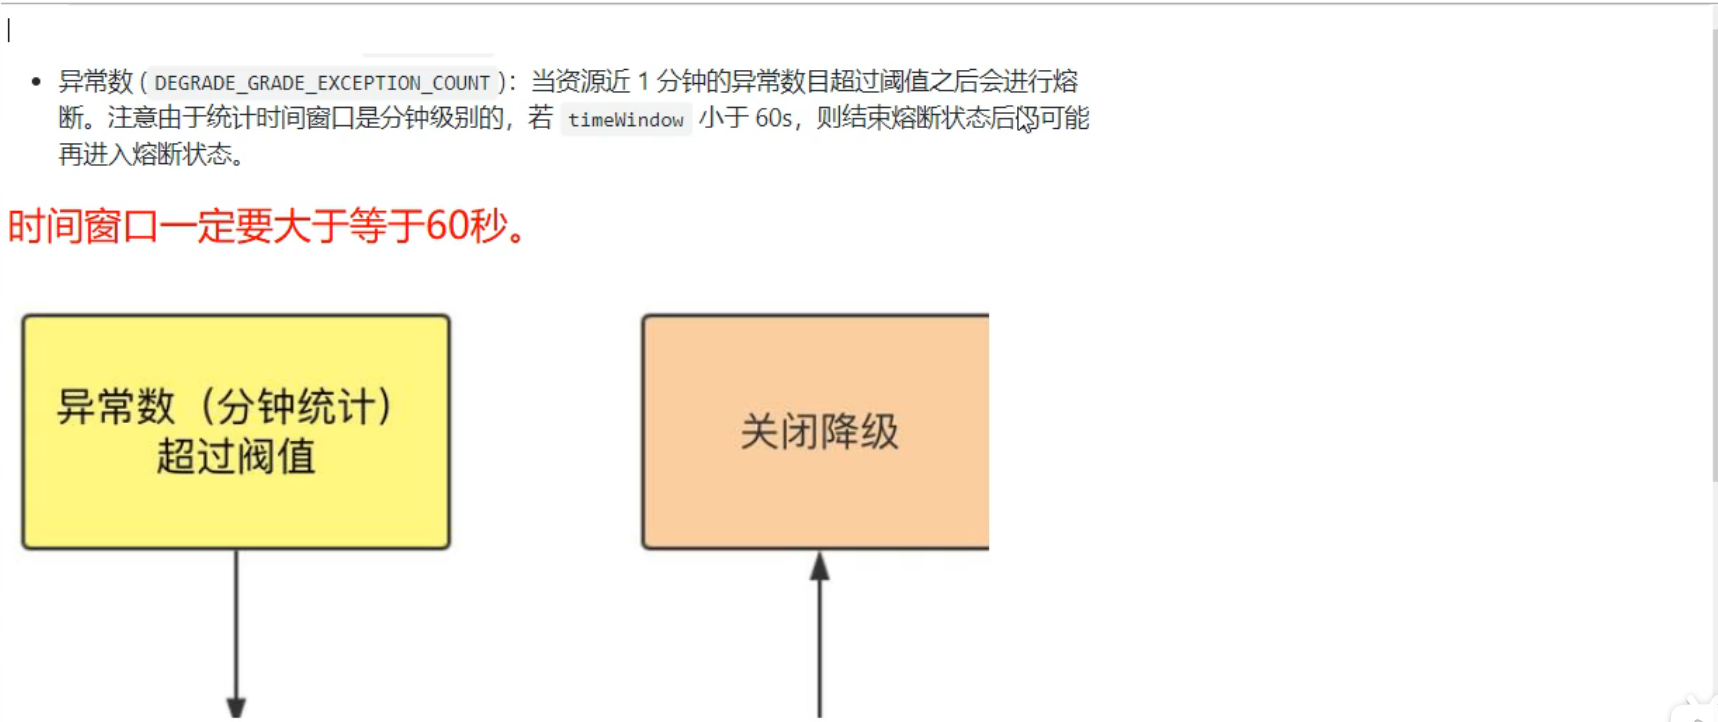 异常数 (DEGRADE_GRADE_EXCEPTION_COUNT)：当资源近 1 分钟的异常数目超过阈值之后会进行熔
断。注意由于统计时间窗口是分钟级别的，若 timeWindow 小于 60s，则结束熔断状态后仍可能
再进入熔断状态。
时间窗口一定要大于等于60秒。
异常数（分钟统计）
超过阀值
关闭降级